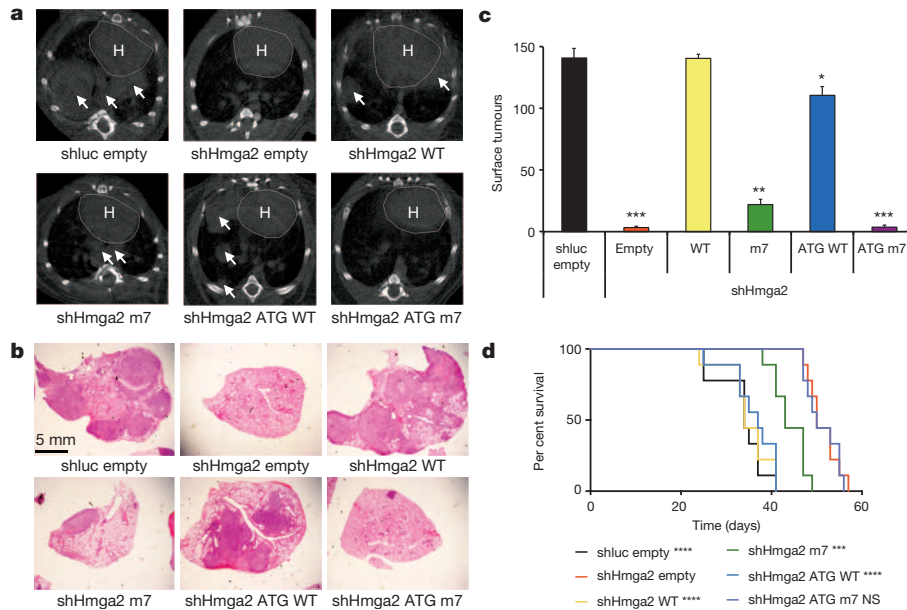 a
H
H
H
shluc empty
shHmga2 empty
shHmga2 WT
H
H
H
shHmga2 m7
shHmga2 ATG WT
shHmga2 ATG m7
b
5 mm
shluc empty
shHmga2 empty
shHmga2 WT
shHmga2 m7
shHmga2 ATG WT
shHmga2 ATG m7
c
Surface tumours
150
100
50
0
***
**
*
***
shluc empty
Empty
WT
m7
ATG WT
ATG m7
shHmga2
d
Per cent survival
100
50
0
0
20
40
60
Time (days)
shluc empty ****
shHmga2 empty
shHmga2 WT ****
shHmga2 m7 ***
shHmga2 ATG WT ****
shHmga2 ATG m7 NS